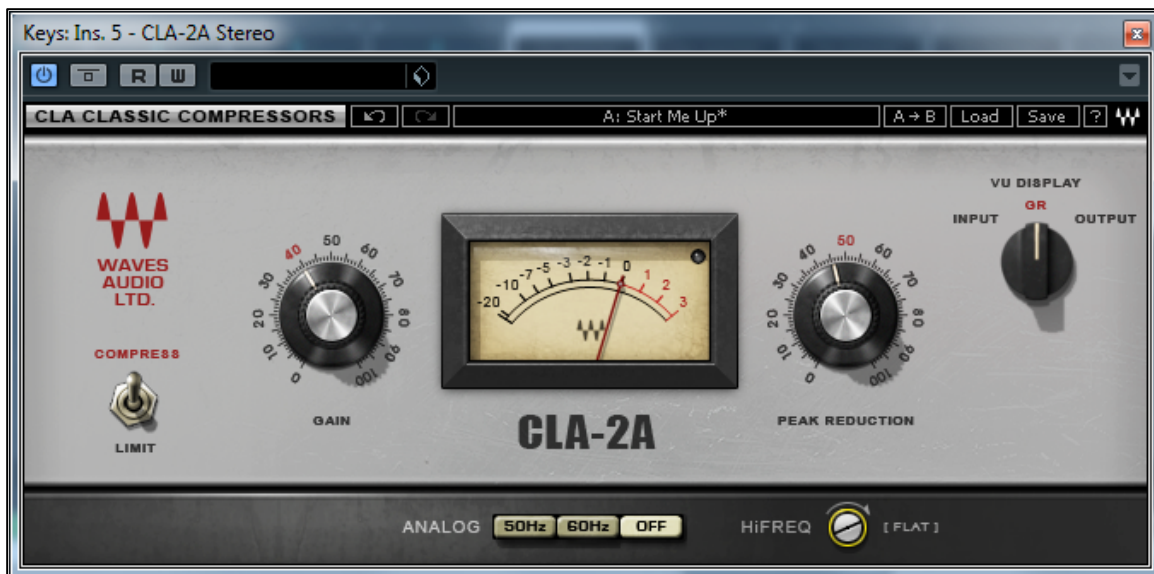 Keys: Ins. 5 - CLA-2A Stereo
R W
CLA CLASSIC COMPRESSORS A: Start Me Up* A→B Load Save ?
VU DISPLAY
INPUT GR OUTPUT
WAVES
AUDIO
LTD.
COMPRESS
LIMIT
0 10 20 30 40 50 60 70 80 90 100
GAIN
-20 -10 -7 -5 -3 -2 -1 0 1 2 3
CLA-2A
0 10 20 30 40 50 60 70 80 90 100
PEAK REDUCTION
ANALOG 50Hz 60Hz OFF HiFREQ [FLAT]